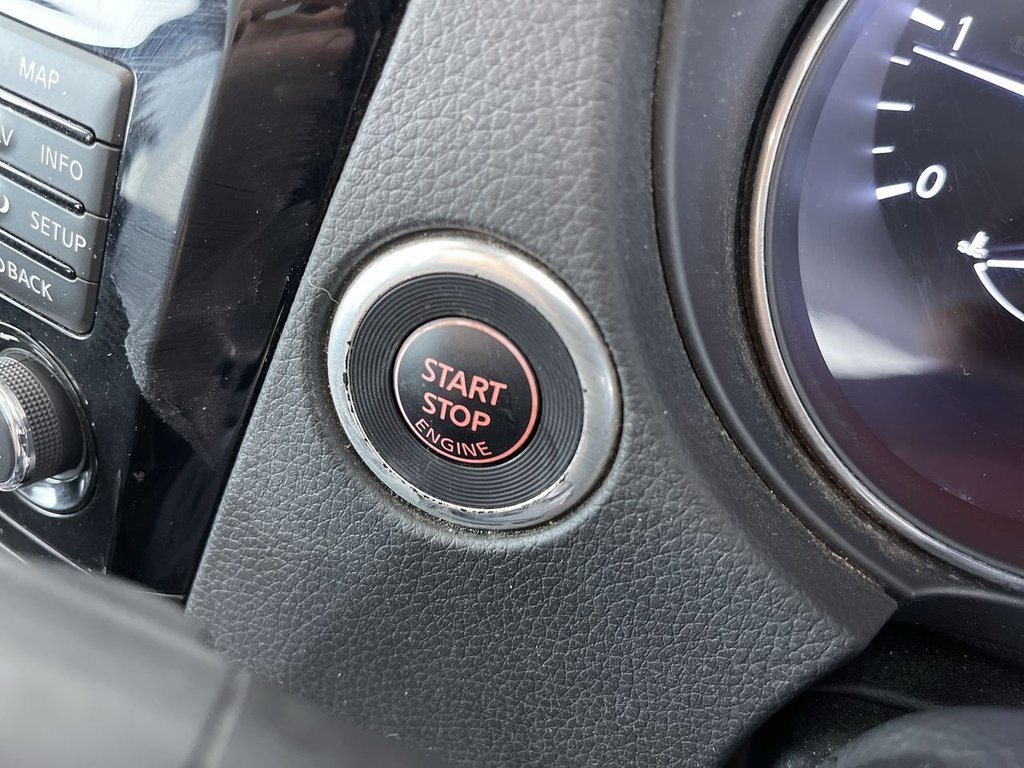 MAP
INFO
SETUP
BACK
START
STOP
ENGINE
1
0